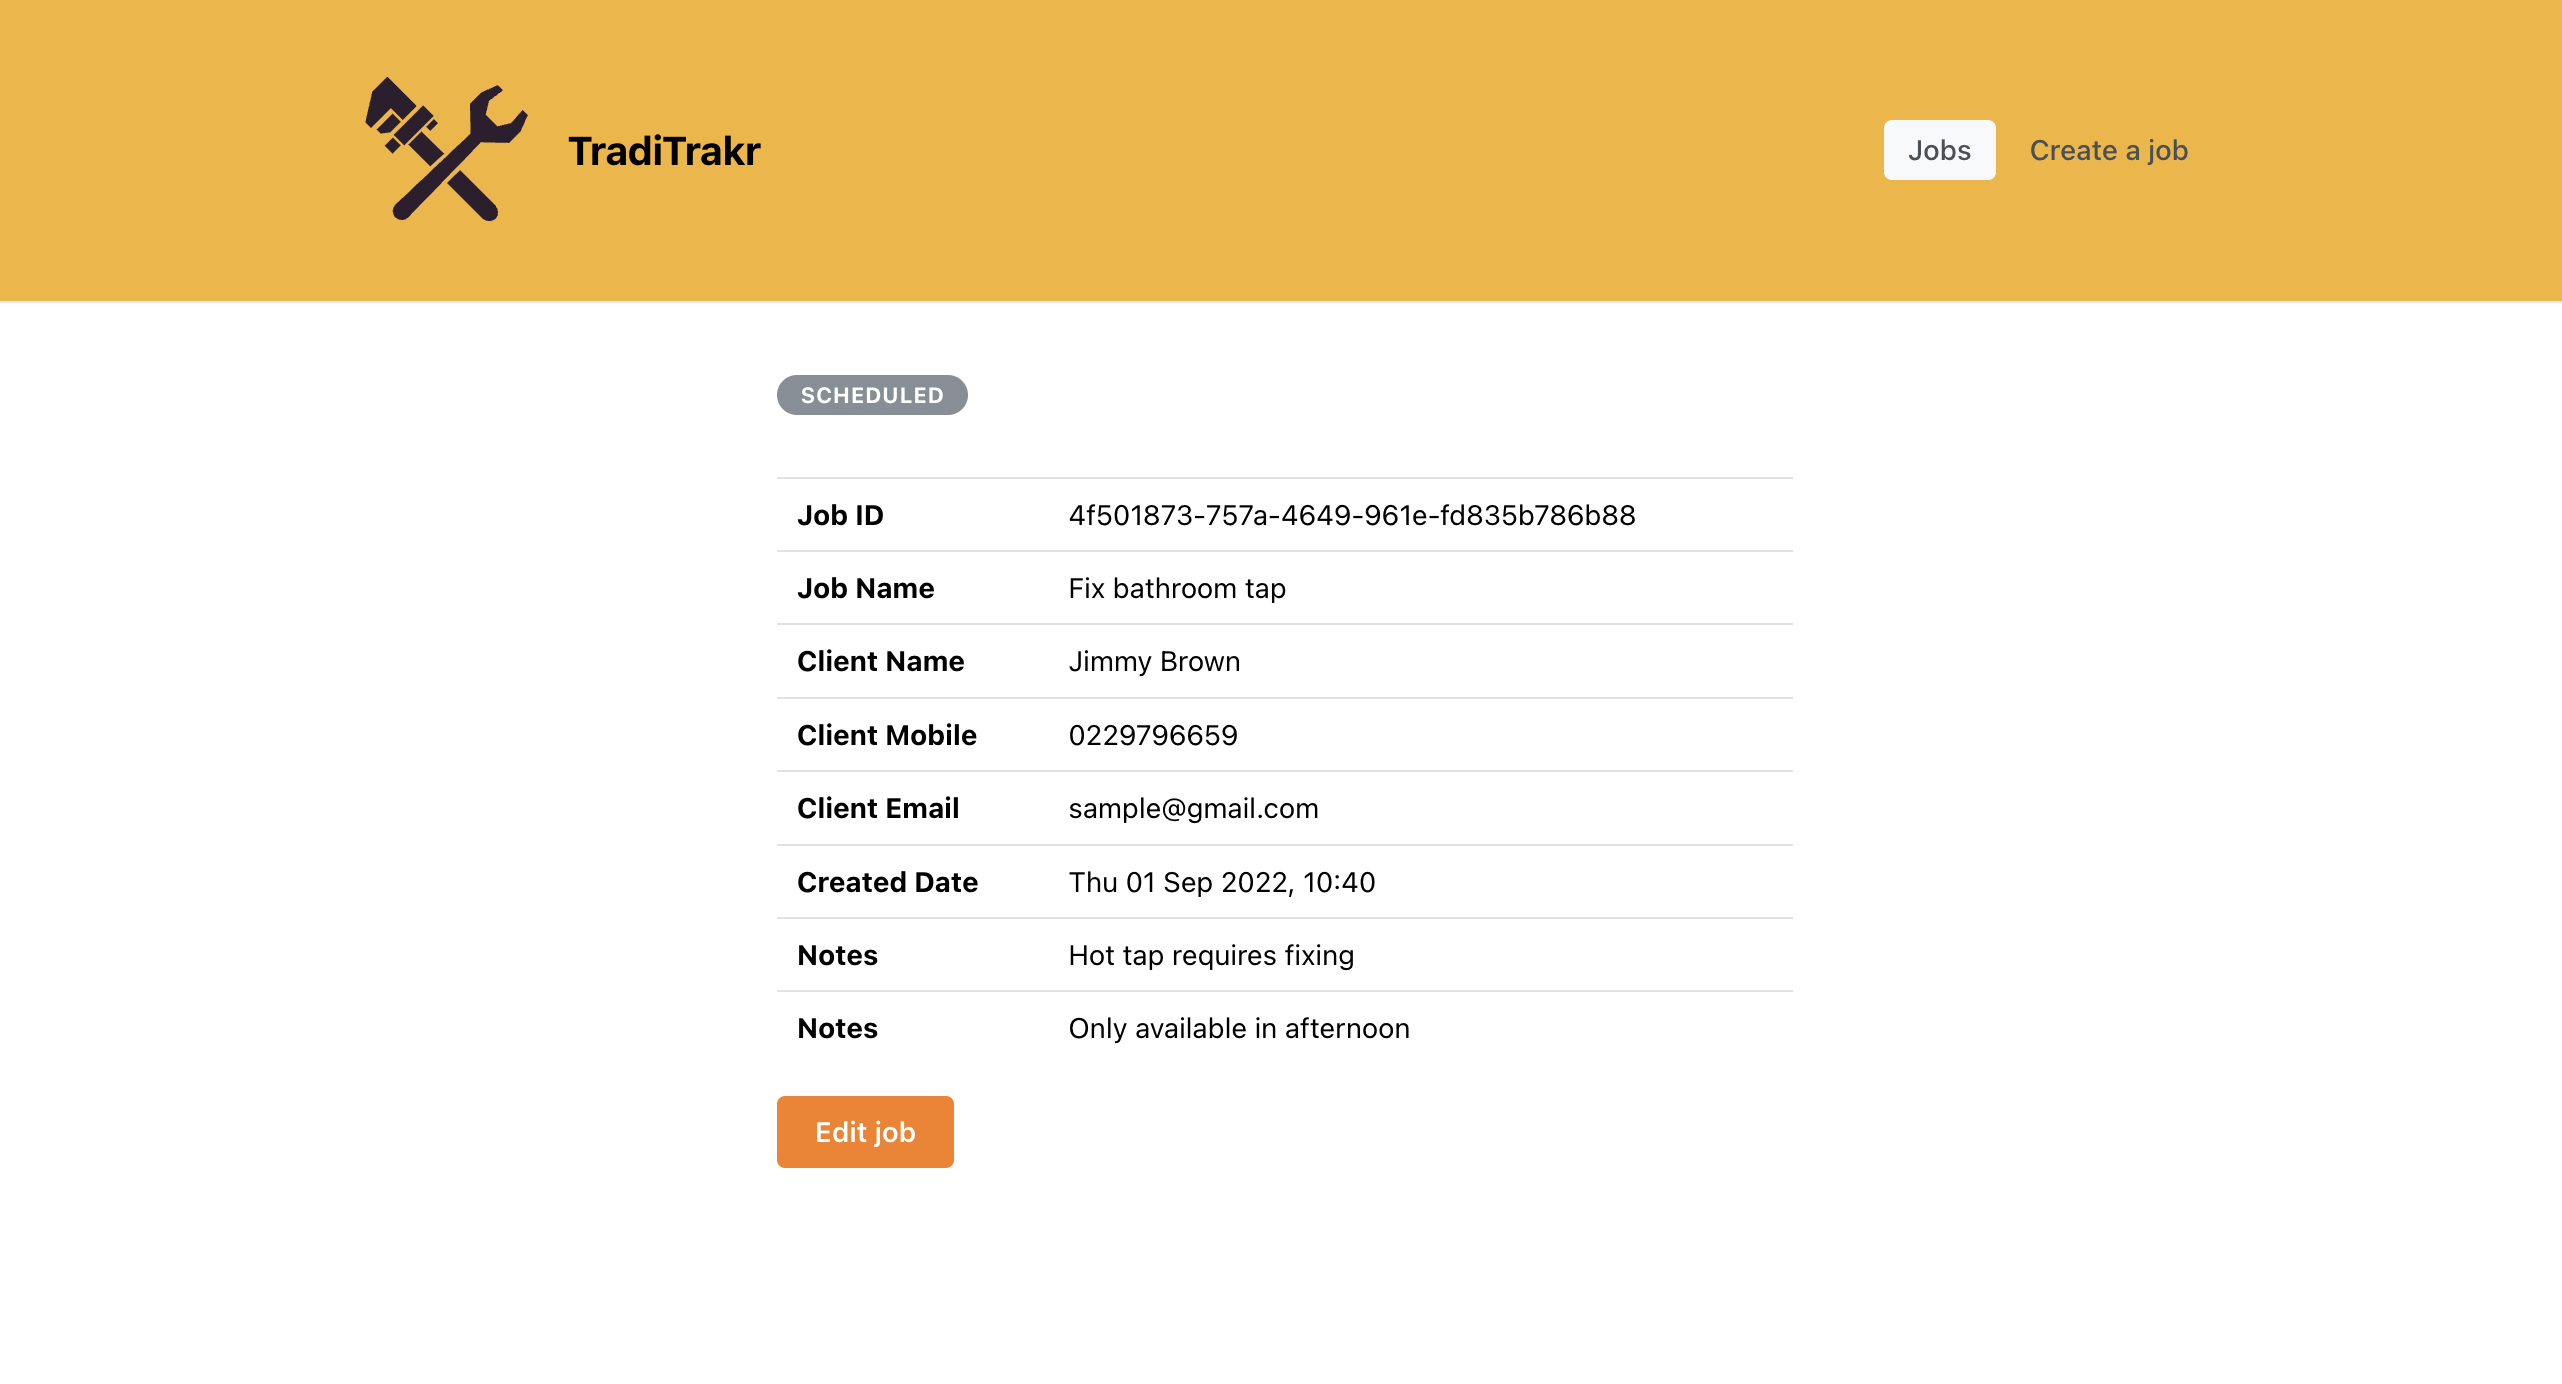 TradiTrakr
Jobs
Create a job
SCHEDULED
Job ID 4f501873-757a-4649-961e-fd835b786b88
Job Name Fix bathroom tap
Client Name Jimmy Brown
Client Mobile 0229796659
Client Email sample@gmail.com
Created Date Thu 01 Sep 2022, 10:40
Notes Hot tap requires fixing
Notes Only available in afternoon
Edit job